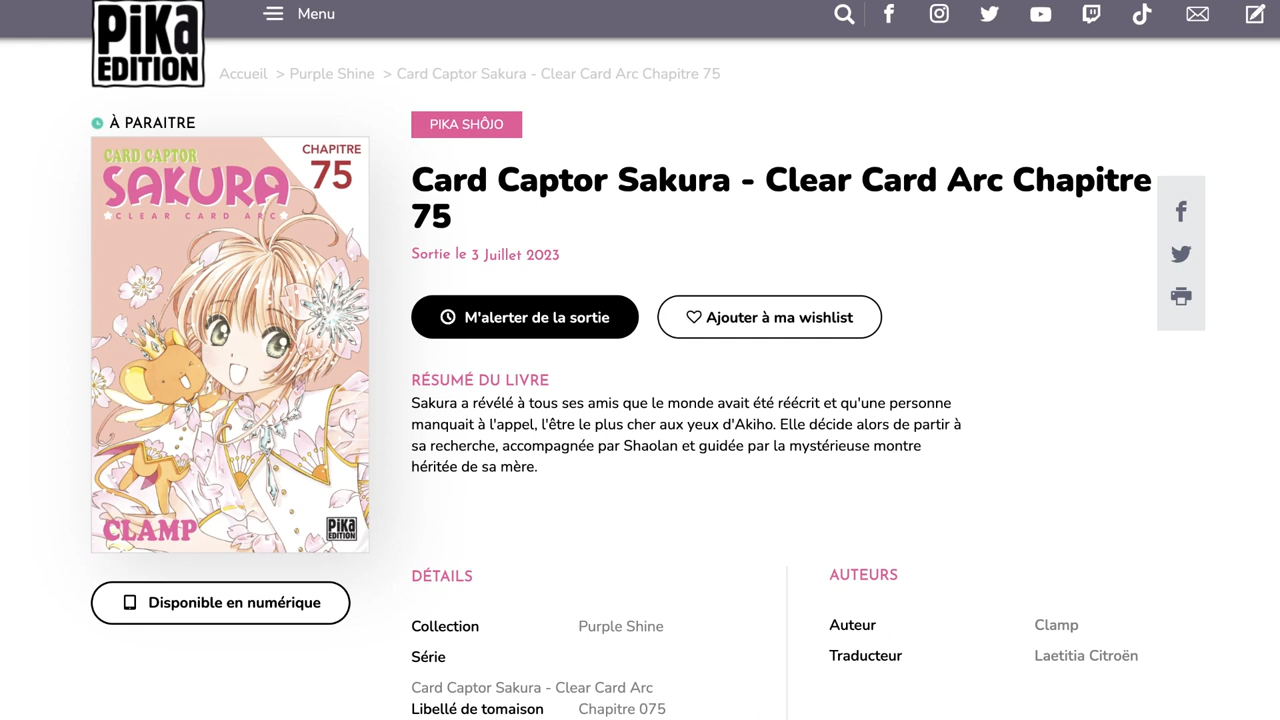 PIKA EDITION
Menu
Accueil > Purple Shine > Card Captor Sakura - Clear Card Arc Chapitre 75
À PARAITRE
CARD CAPTOR
SAKURA
CLEAR CARD ARC
CHAPITRE
75
CLAMP
PIKA EDITION
Disponible en numérique
PIKA SHÔJO
Card Captor Sakura - Clear Card Arc Chapitre
75
Sortie le 3 Juillet 2023
M'alerter de la sortie
Ajouter à ma wishlist
RÉSUMÉ DU LIVRE
Sakura a révélé à tous ses amis que le monde avait été réécrit et qu'une personne
manquait à l'appel, l'être le plus cher aux yeux d'Akiho. Elle décide alors de partir à
sa recherche, accompagnée par Shaolan et guidée par la mystérieuse montre
héritée de sa mère.
DÉTAILS
Collection Purple Shine
Série
Card Captor Sakura - Clear Card Arc
Libellé de tomaison Chapitre 075
AUTEURS
Auteur Clamp
Traducteur Laetitia Citroën